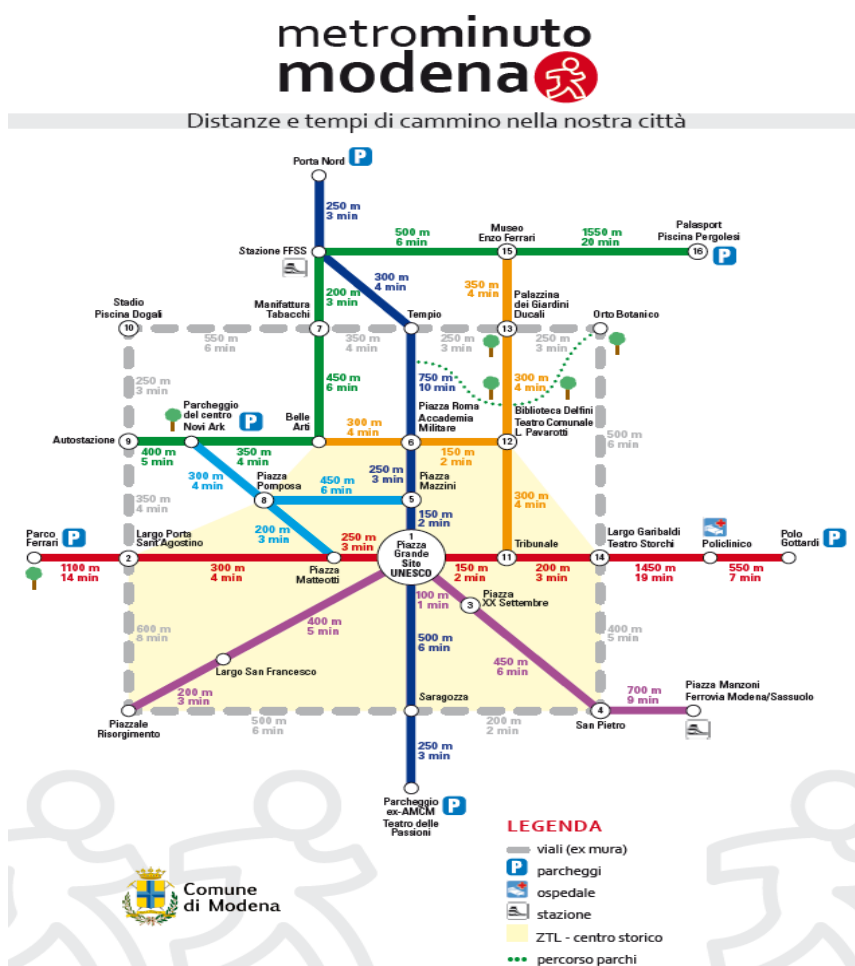 metrominuto
modena
Distanze e tempi di cammino nella nostra città
Porta Nord P
250 m
3 min
Stazione FFSS
500 m
6 min
Museo
Enzo Ferrari
15
1550 m
20 min
Palasport
Piscina Pergolesi
16 P
300 m
4 min
200 m
3 min
350 m
4 min
Stadio
Piscina Dogali
10
Manifattura
Tabacchi
7
Tempio
Palazzina
dei Giardini
Ducali
13
Orto Botanico
550 m
6 min
350 m
4 min
250 m
3 min
250 m
3 min
250 m
3 min
450 m
6 min
750 m
10 min
300 m
4 min
500 m
6 min
Parcheggio
del centro
Novi Ark
P
Autostazione 9
400 m
5 min
350 m
4 min
Belle
Arti
300 m
4 min
Piazza Roma
Accademia
Militare
6
150 m
2 min
Biblioteca Delfini
Teatro Comunale
L. Pavarotti
12
300 m
4 min
Piazza
Pomposa
8
450 m
6 min
250 m
3 min
Piazza
Mazzini
5
350 m
4 min
200 m
3 min
150 m
2 min
300 m
4 min
Parco
Ferrari P
1100 m
14 min
Largo Porta
Sant'Agostino
2
300 m
4 min
Piazza
Matteotti
250 m
3 min
1
Piazza
Grande
Sito
UNESCO
150 m
2 min
Tribunale
11
200 m
3 min
Largo Garibaldi
Teatro Storchi
14
1450 m
19 min
Policlinico
550 m
7 min
Polo
Gottardi P
100 m
1 min
3
Piazza
XX Settembre
600 m
8 min
400 m
5 min
500 m
6 min
450 m
6 min
400 m
5 min
Largo San Francesco
200 m
3 min
Piazzale
Risorgimento
500 m
6 min
Saragozza
200 m
2 min
4
San Pietro
700 m
9 min
Piazza Manzoni
Ferrovia Modena/Sassuolo
250 m
3 min
Parcheggio
ex-AMCM
Teatro delle
Passioni
P
LEGENDA
viali (ex mura)
P parcheggi
ospedale
stazione
ZTL - centro storico
percorso parchi
Comune
di Modena